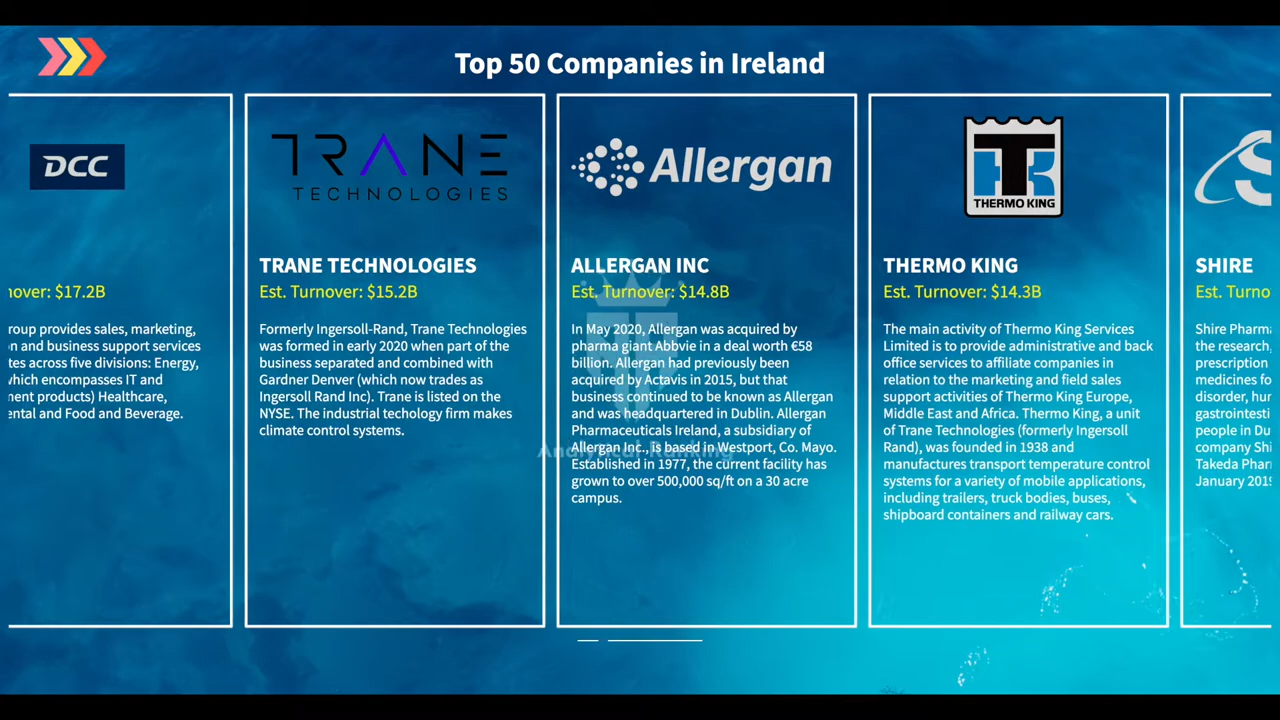 Top 50 Companies in Ireland
DCC
nover: $17.2B
roup provides sales, marketing,
n and business support services
tes across five divisions: Energy,
which encompasses IT and
ment products) Healthcare,
ental and Food and Beverage.
TRANE
TECHNOLOGIES
TRANE TECHNOLOGIES
Est. Turnover: $15.2B
Formerly Ingersoll-Rand, Trane Technologies
was formed in early 2020 when part of the
business separated and combined with
Gardner Denver (which now trades as
Ingersoll Rand Inc). Trane is listed on the
NYSE. The industrial techology firm makes
climate control systems.
Allergan
ALLERGAN INC
Est. Turnover: $14.8B
In May 2020, Allergan was acquired by
pharma giant Abbvie in a deal worth €58
billion. Allergan had previously been
acquired by Actavis in 2015, but that
business continued to be known as Allergan
and was headquartered in Dublin. Allergan
Pharmaceuticals Ireland, a subsidiary of
Allergan Inc., is based in Westport, Co. Mayo.
Established in 1977, the current facility has
grown to over 500,000 sq/ft on a 30 acre
campus.
Analytical Ranking
THERMO KING
THERMO KING
Est. Turnover: $14.3B
The main activity of Thermo King Services
Limited is to provide administrative and back
office services to affiliate companies in
relation to the marketing and field sales
support activities of Thermo King Europe,
Middle East and Africa. Thermo King, a unit
of Trane Technologies (formerly Ingersoll
Rand), was founded in 1938 and
manufactures transport temperature control
systems for a variety of mobile applications,
including trailers, truck bodies, buses,
shipboard containers and railway cars.
S
SHIRE
Est. Turno
Shire Pharma
the research,
prescription
medicines fo
disorder, hu
gastrointesti
people in Du
company Shi
Takeda Phar
January 2019